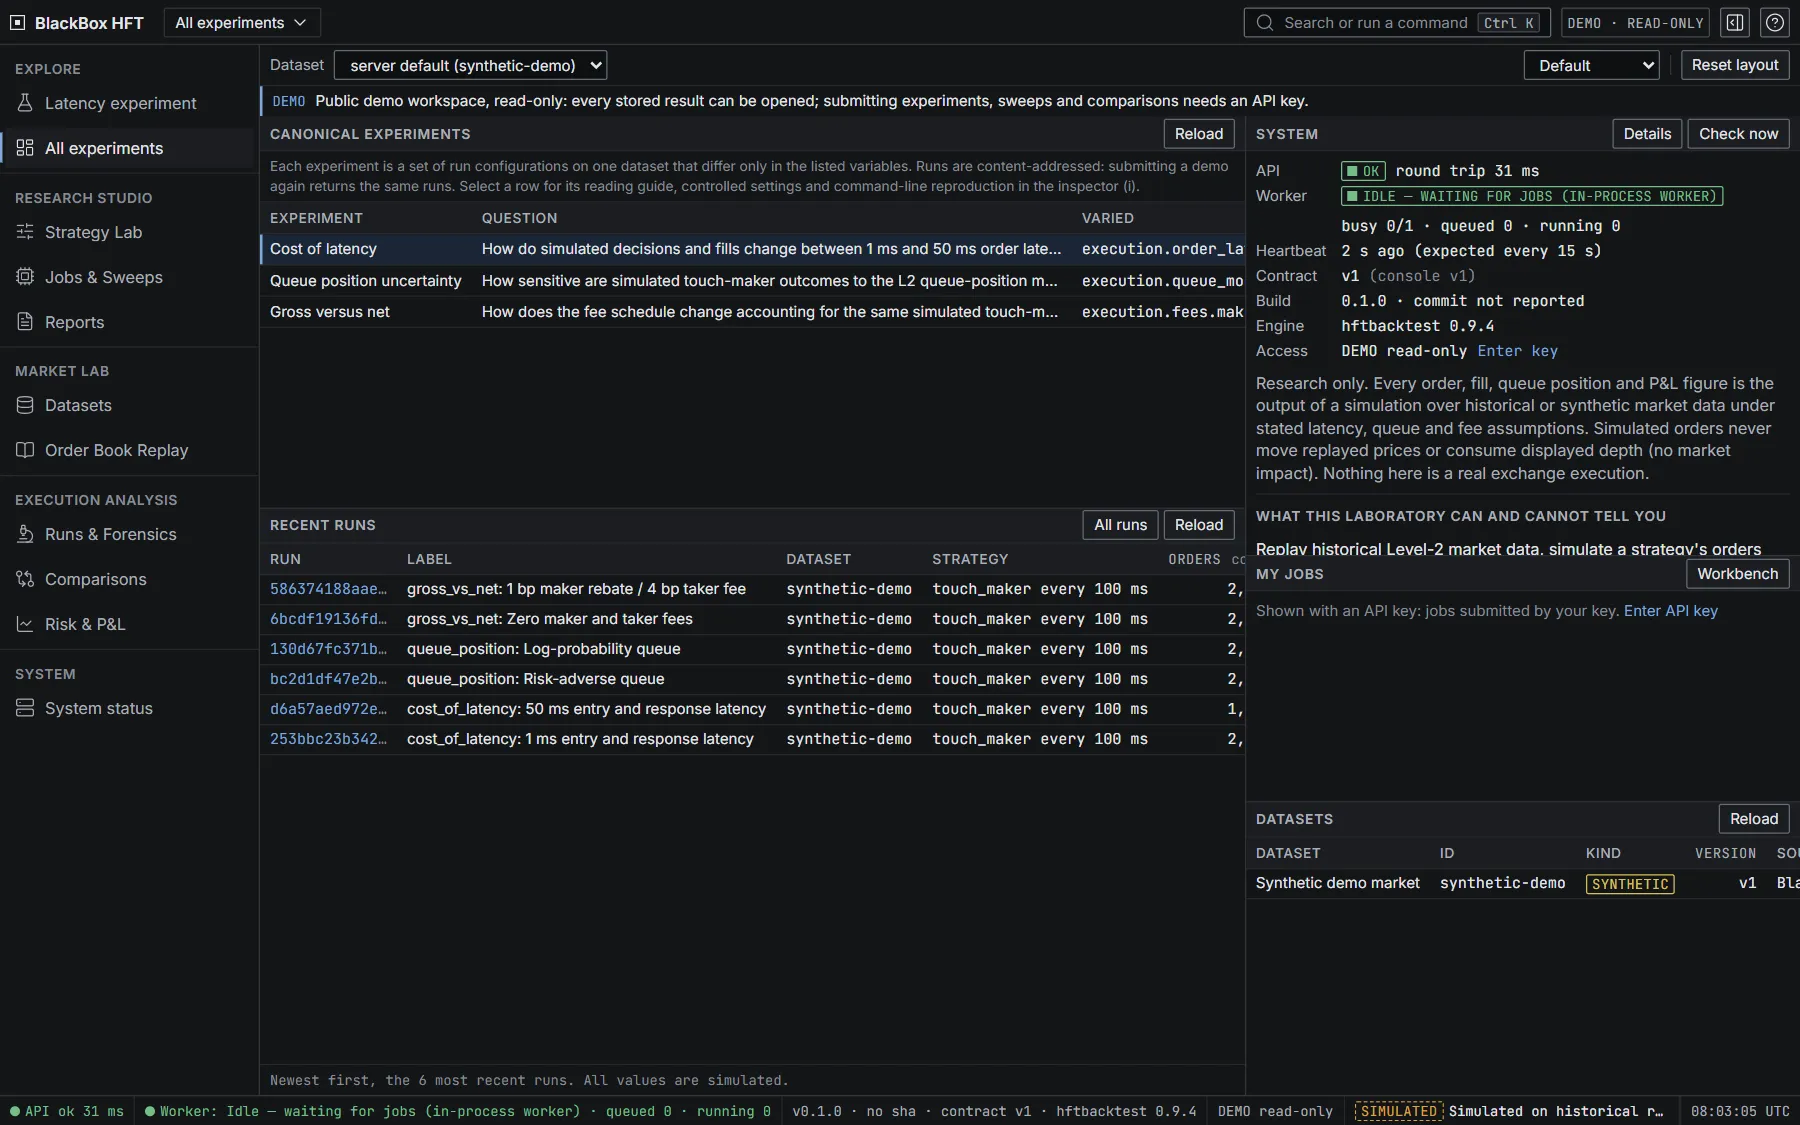 BlackBox HFT
All experiments
Search or run a command Ctrl K
DEMO · READ-ONLY
EXPLORE
Latency experiment
All experiments
RESEARCH STUDIO
Strategy Lab
Jobs & Sweeps
Reports
MARKET LAB
Datasets
Order Book Replay
EXECUTION ANALYSIS
Runs & Forensics
Comparisons
Risk & P&L
SYSTEM
System status
Dataset server default (synthetic-demo)
Default
Reset layout
DEMO Public demo workspace, read-only: every stored result can be opened; submitting experiments, sweeps and comparisons needs an API key.
CANONICAL EXPERIMENTS Reload
Each experiment is a set of run configurations on one dataset that differ only in the listed variables. Runs are content-addressed: submitting a demo
again returns the same runs. Select a row for its reading guide, controlled settings and command-line reproduction in the inspector (i).
EXPERIMENT QUESTION VARIED
Cost of latency How do simulated decisions and fills change between 1 ms and 50 ms order late... execution.order_la
Queue position uncertainty How sensitive are simulated touch-maker outcomes to the L2 queue-position m... execution.queue_mo
Gross versus net How does the fee schedule change accounting for the same simulated touch-m... execution.fees.mak
RECENT RUNS All runs Reload
RUN LABEL DATASET STRATEGY ORDERS CO
586374188aae… gross_vs_net: 1 bp maker rebate / 4 bp taker fee synthetic-demo touch_maker every 100 ms 2,
6bcdf19136fd… gross_vs_net: Zero maker and taker fees synthetic-demo touch_maker every 100 ms 2,
130d67fc371b… queue_position: Log-probability queue synthetic-demo touch_maker every 100 ms 2,
bc2d1df47e2b… queue_position: Risk-adverse queue synthetic-demo touch_maker every 100 ms 2,
d6a57aed972e… cost_of_latency: 50 ms entry and response latency synthetic-demo touch_maker every 100 ms 1,
253bbc23b342… cost_of_latency: 1 ms entry and response latency synthetic-demo touch_maker every 100 ms 2,
Newest first, the 6 most recent runs. All values are simulated.
SYSTEM Details Check now
API OK round trip 31 ms
Worker IDLE — WAITING FOR JOBS (IN-PROCESS WORKER)
busy 0/1 · queued 0 · running 0
Heartbeat 2 s ago (expected every 15 s)
Contract v1 (console v1)
Build 0.1.0 · commit not reported
Engine hftbacktest 0.9.4
Access DEMO read-only Enter key
Research only. Every order, fill, queue position and P&L figure is the
output of a simulation over historical or synthetic market data under
stated latency, queue and fee assumptions. Simulated orders never
move replayed prices or consume displayed depth (no market
impact). Nothing here is a real exchange execution.
WHAT THIS LABORATORY CAN AND CANNOT TELL YOU
Replay historical Level-2 market data, simulate a strategy's orders
MY JOBS Workbench
Shown with an API key: jobs submitted by your key. Enter API key
DATASETS Reload
DATASET ID KIND VERSION SOU
Synthetic demo market synthetic-demo SYNTHETIC v1 Bla
API ok 31 ms Worker: Idle — waiting for jobs (in-process worker) · queued 0 · running 0 v0.1.0 · no sha · contract v1 · hftbacktest 0.9.4 DEMO read-only SIMULATED Simulated on historical r… 08:03:05 UTC